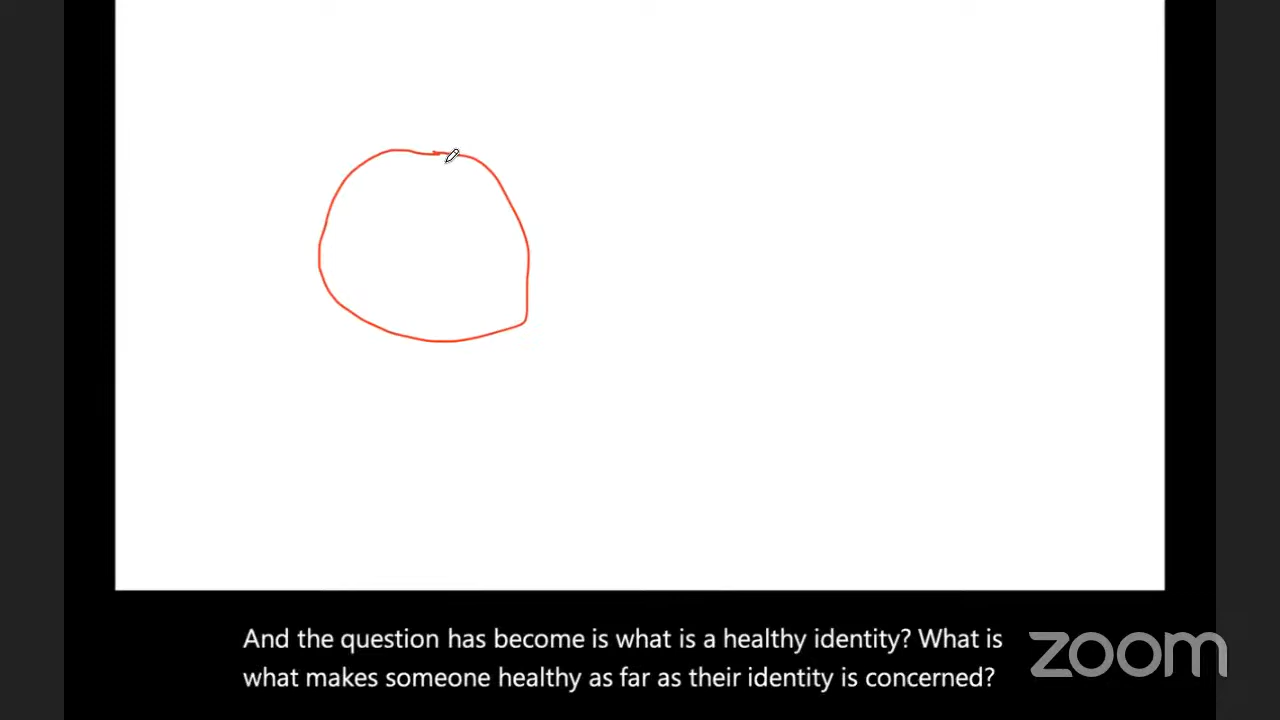 And the question has become is what is a healthy identity? What is
what makes someone healthy as far as their identity is concerned?
zoom